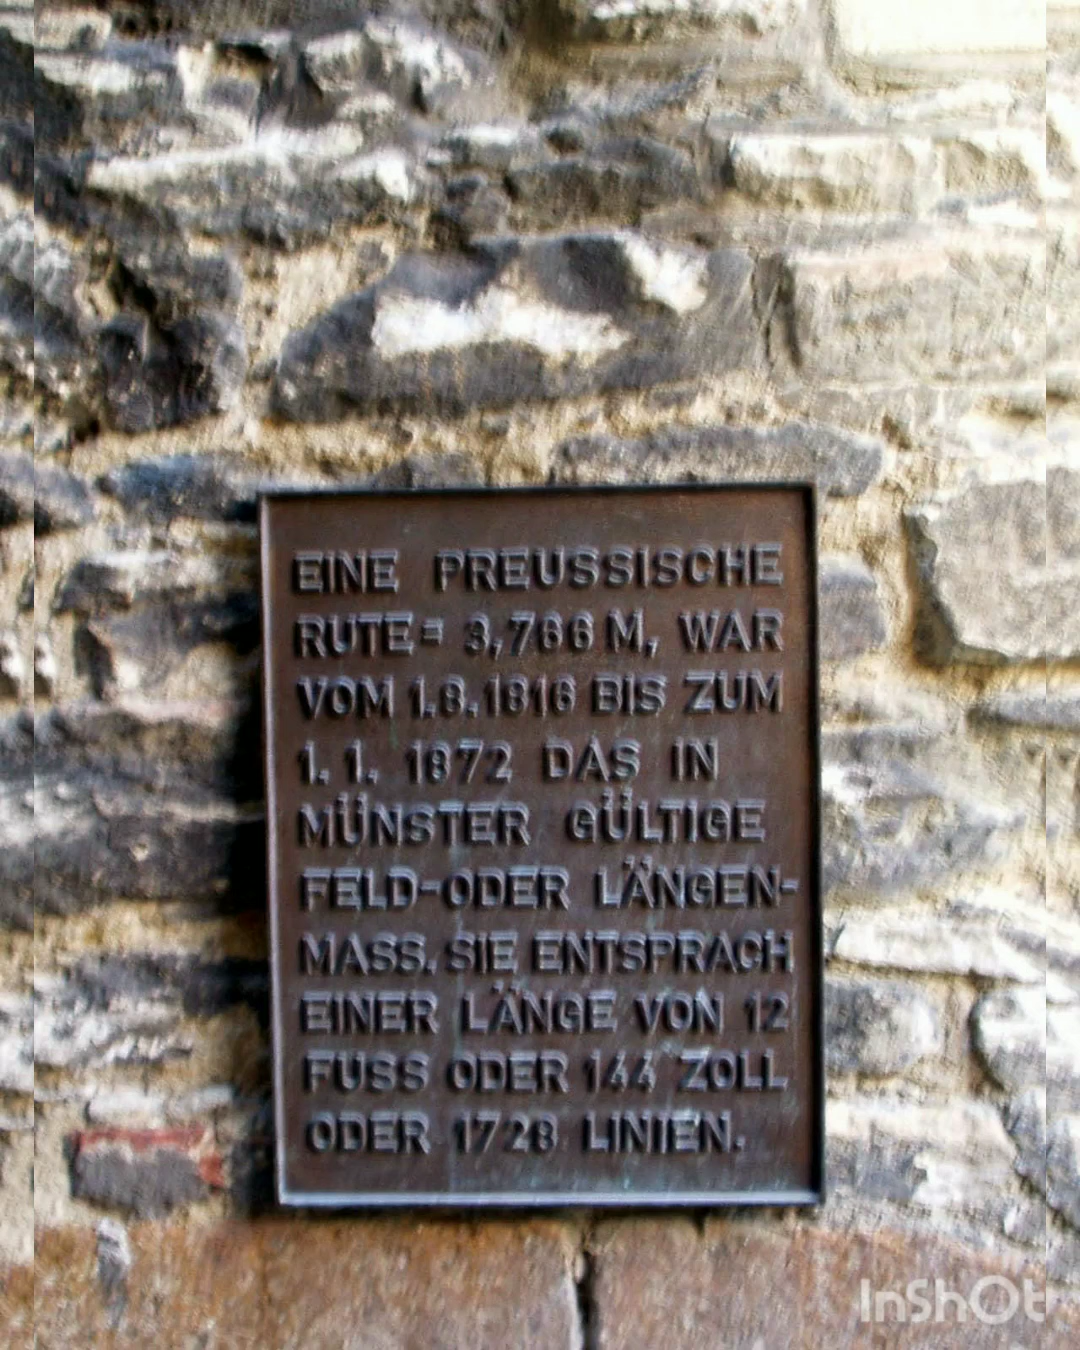 EINE PREUSSISCHE
RUTE = 3,766 M, WAR
VOM 1.8.1816 BIS ZUM
1. 1. 1872 DAS IN
MÜNSTER GÜLTIGE
FELD-ODER LÄNGEN-
MASS. SIE ENTSPRACH
EINER LÄNGE VON 12
FUSS ODER 144 ZOLL
ODER 1728 LINIEN.
InShOt